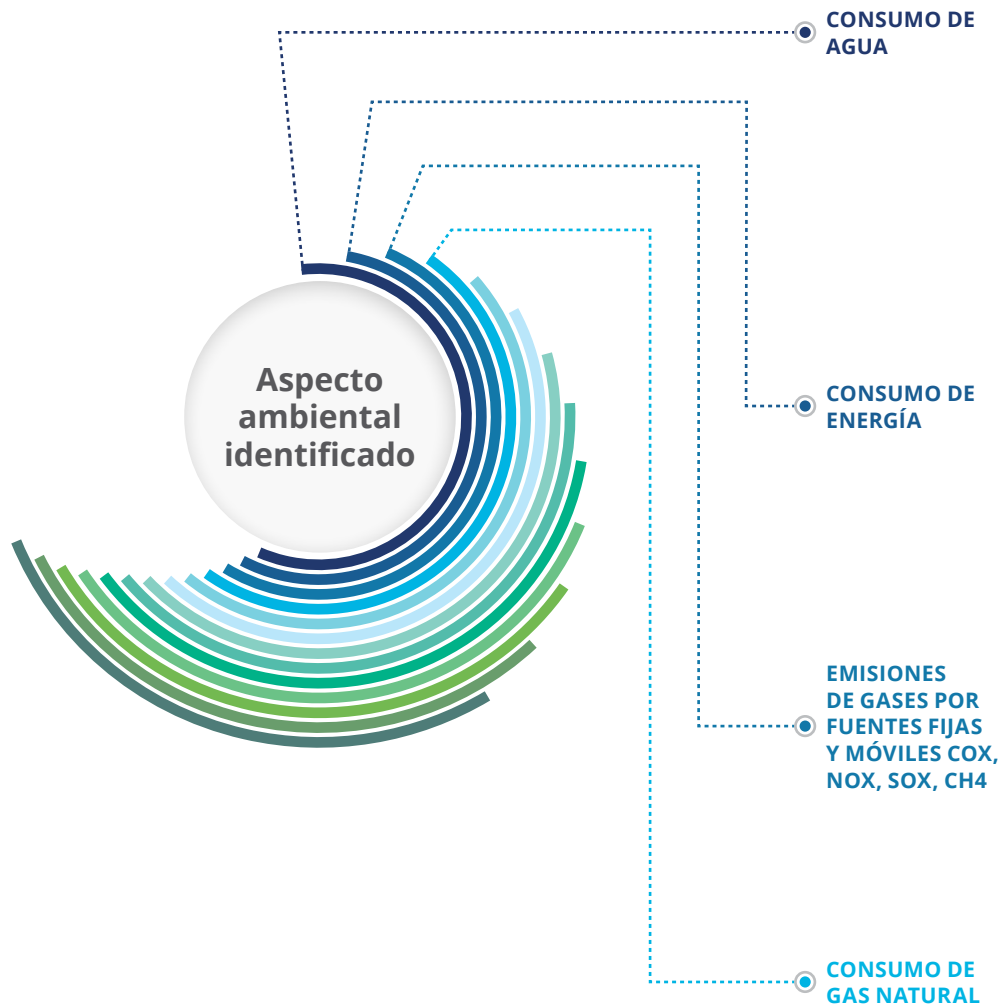 CONSUMO DE
AGUA
Aspecto
ambiental
identificado
CONSUMO DE
ENERGÍA
EMISIONES
DE GASES POR
FUENTES FIJAS
Y MÓVILES COX,
NOX, SOX, CH4
CONSUMO DE
GAS NATURAL